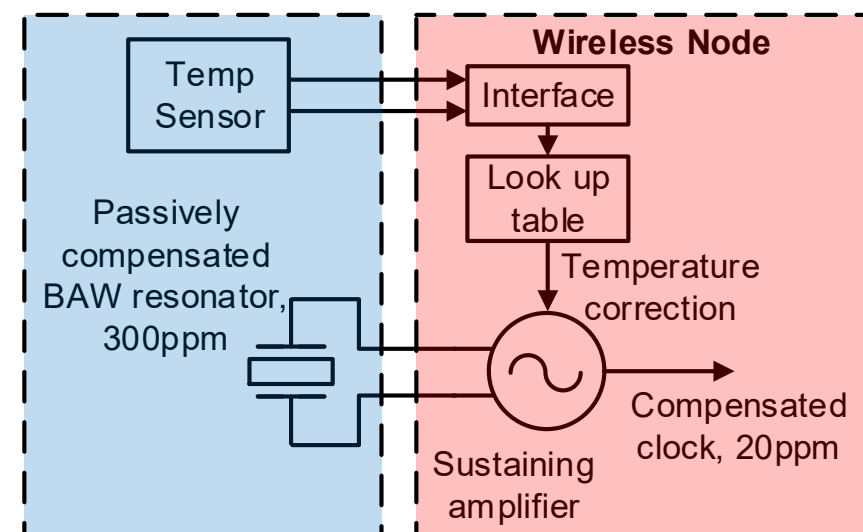 Wireless Node
Temp
Sensor
Interface
Look up
table
Passively
compensated
BAW resonator,
300ppm
Temperature
correction
Compensated
clock, 20ppm
Sustaining
amplifier